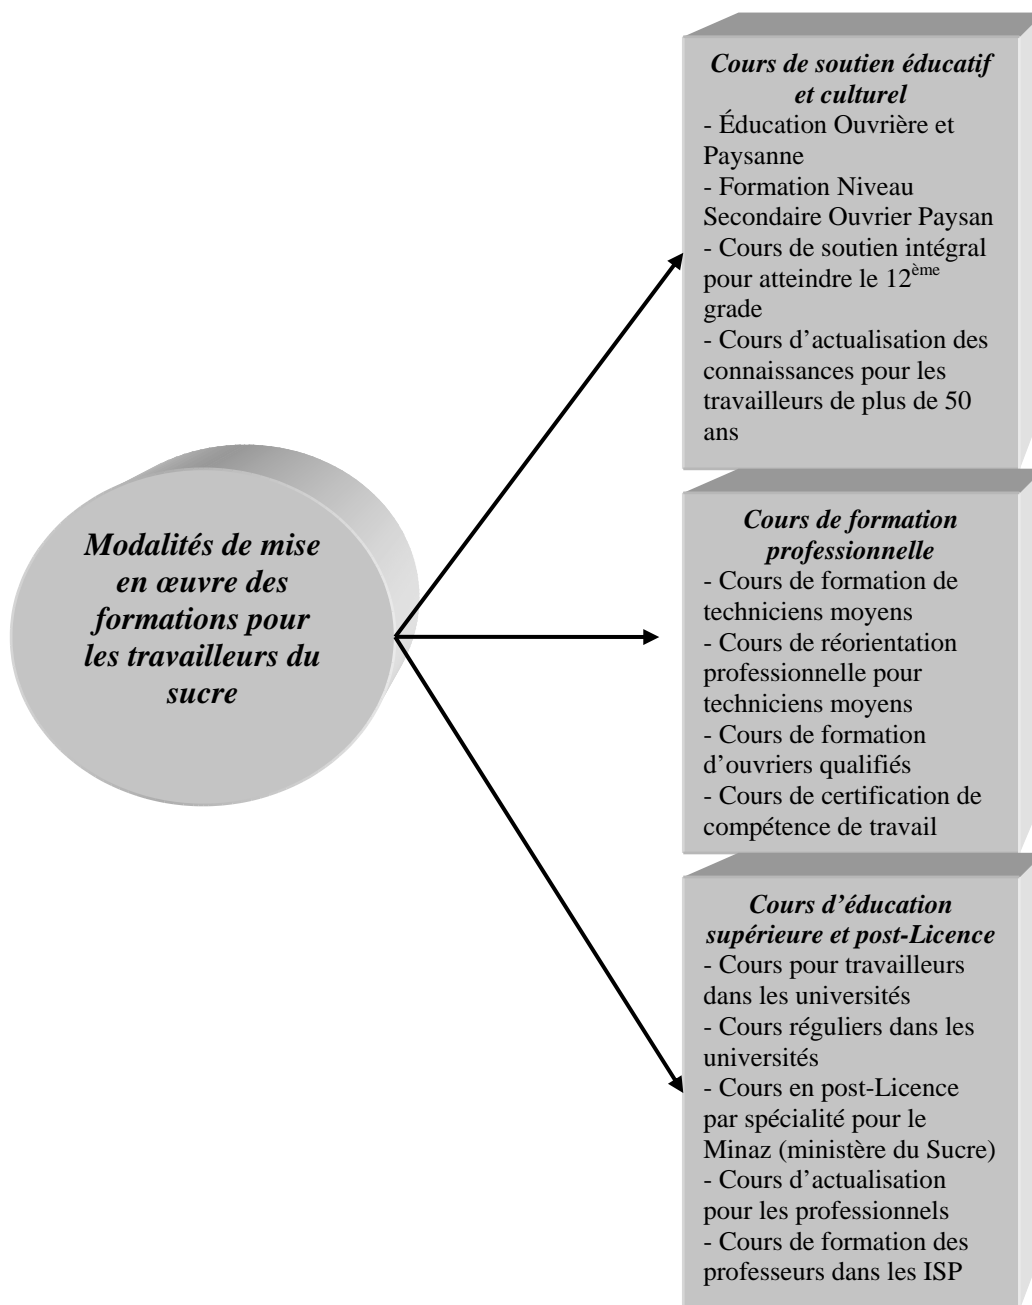 Modalités de mise
en œuvre des
formations pour
les travailleurs du
sucre
Cours de soutien éducatif
et culturel
- Éducation Ouvrière et
Paysanne
- Formation Niveau
Secondaire Ouvrier Paysan
- Cours de soutien intégral
pour atteindre le 12ème
grade
- Cours d’actualisation des
connaissances pour les
travailleurs de plus de 50
ans
Cours de formation
professionnelle
- Cours de formation de
techniciens moyens
- Cours de réorientation
professionnelle pour
techniciens moyens
- Cours de formation
d’ouvriers qualifiés
- Cours de certification de
compétence de travail
Cours d’éducation
supérieure et post-Licence
- Cours pour travailleurs
dans les universités
- Cours réguliers dans les
universités
- Cours en post-Licence
par spécialité pour le
Minaz (ministère du Sucre)
- Cours d’actualisation
pour les professionnels
- Cours de formation des
professeurs dans les ISP